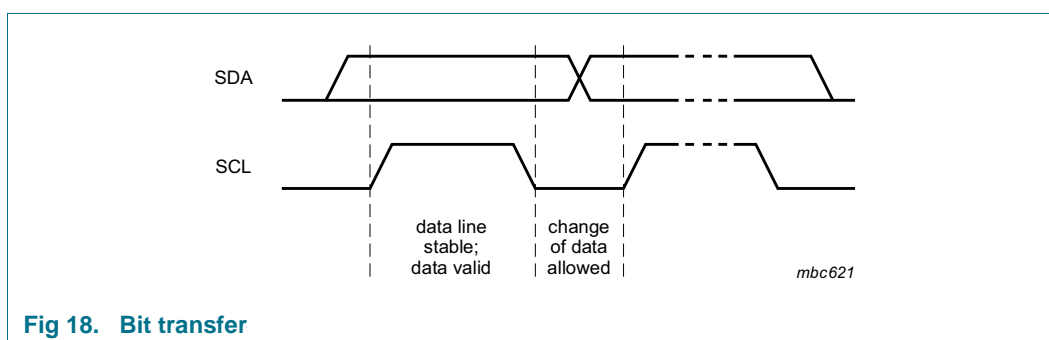 SDA
SCL
data line
stable;
data valid
change
of data
allowed
mbc621
Fig 18. Bit transfer